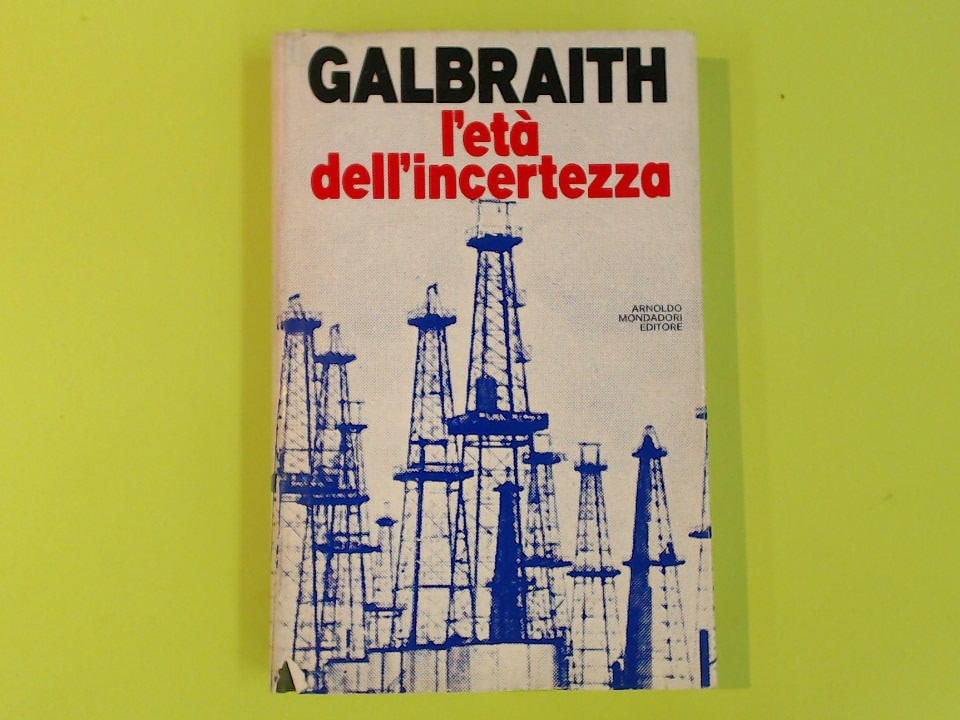 GALBRAITH
l'età
dell'incertezza
ARNOLDO
MONDADORI
EDITORE